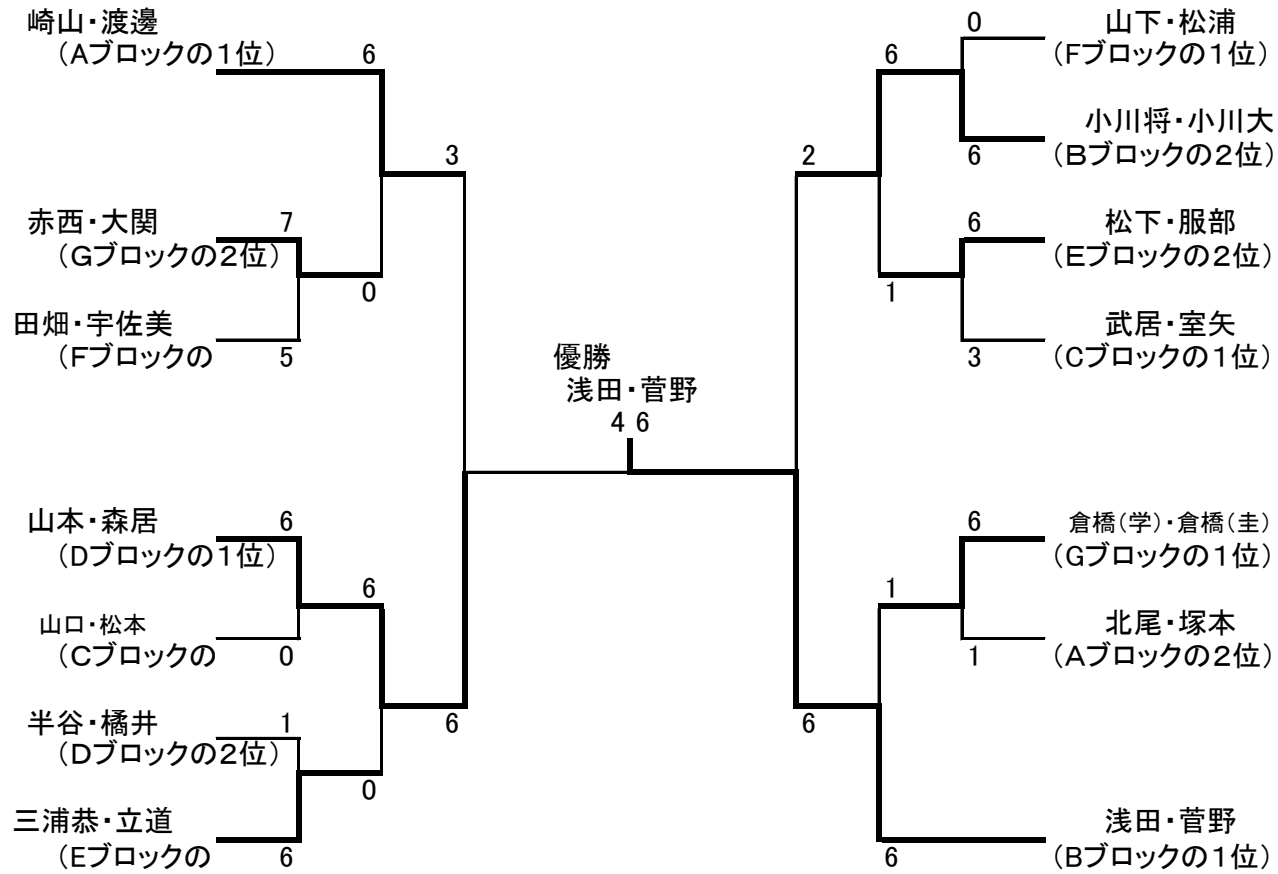 崎山・渡邊
（Aブロックの１位）
6
3
赤西・大関
（Gブロックの２位）
7
0
田畑・宇佐美
（Fブロックの
5
山本・森居
（Dブロックの１位）
6
6
山口・松本
（Cブロックの
0
6
半谷・橘井
（Dブロックの２位）
1
0
三浦恭・立道
（Eブロックの
6
優勝
浅田・菅野
4 6
0
山下・松浦
（Fブロックの１位）
6
2
小川将・小川大
（Bブロックの２位）
6
6
松下・服部
（Eブロックの２位）
1
武居・室矢
（Cブロックの１位）
3
6
倉橋（学）・倉橋（圭）
（Gブロックの１位）
1
北尾・塚本
（Aブロックの２位）
1
6
浅田・菅野
（Bブロックの１位）
6